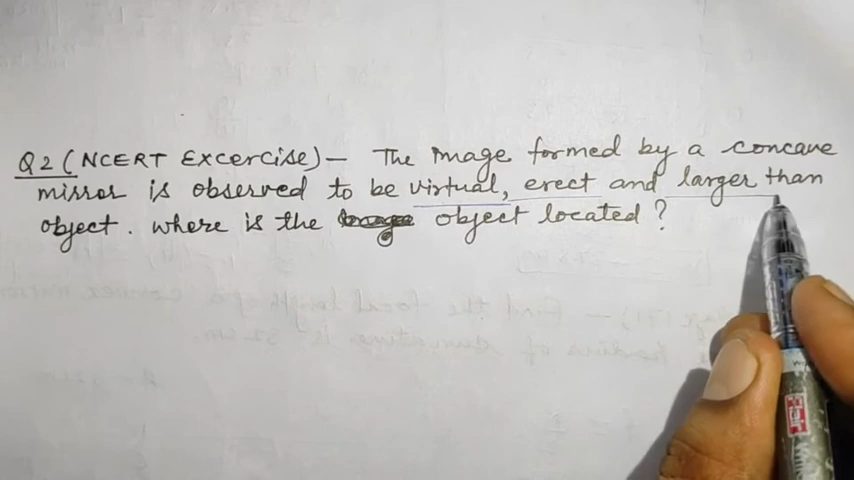 Q2 (NCERT Excercise) - The Image formed by a concave
mirror is observed to be virtual, erect and larger than
object. where is the object located?